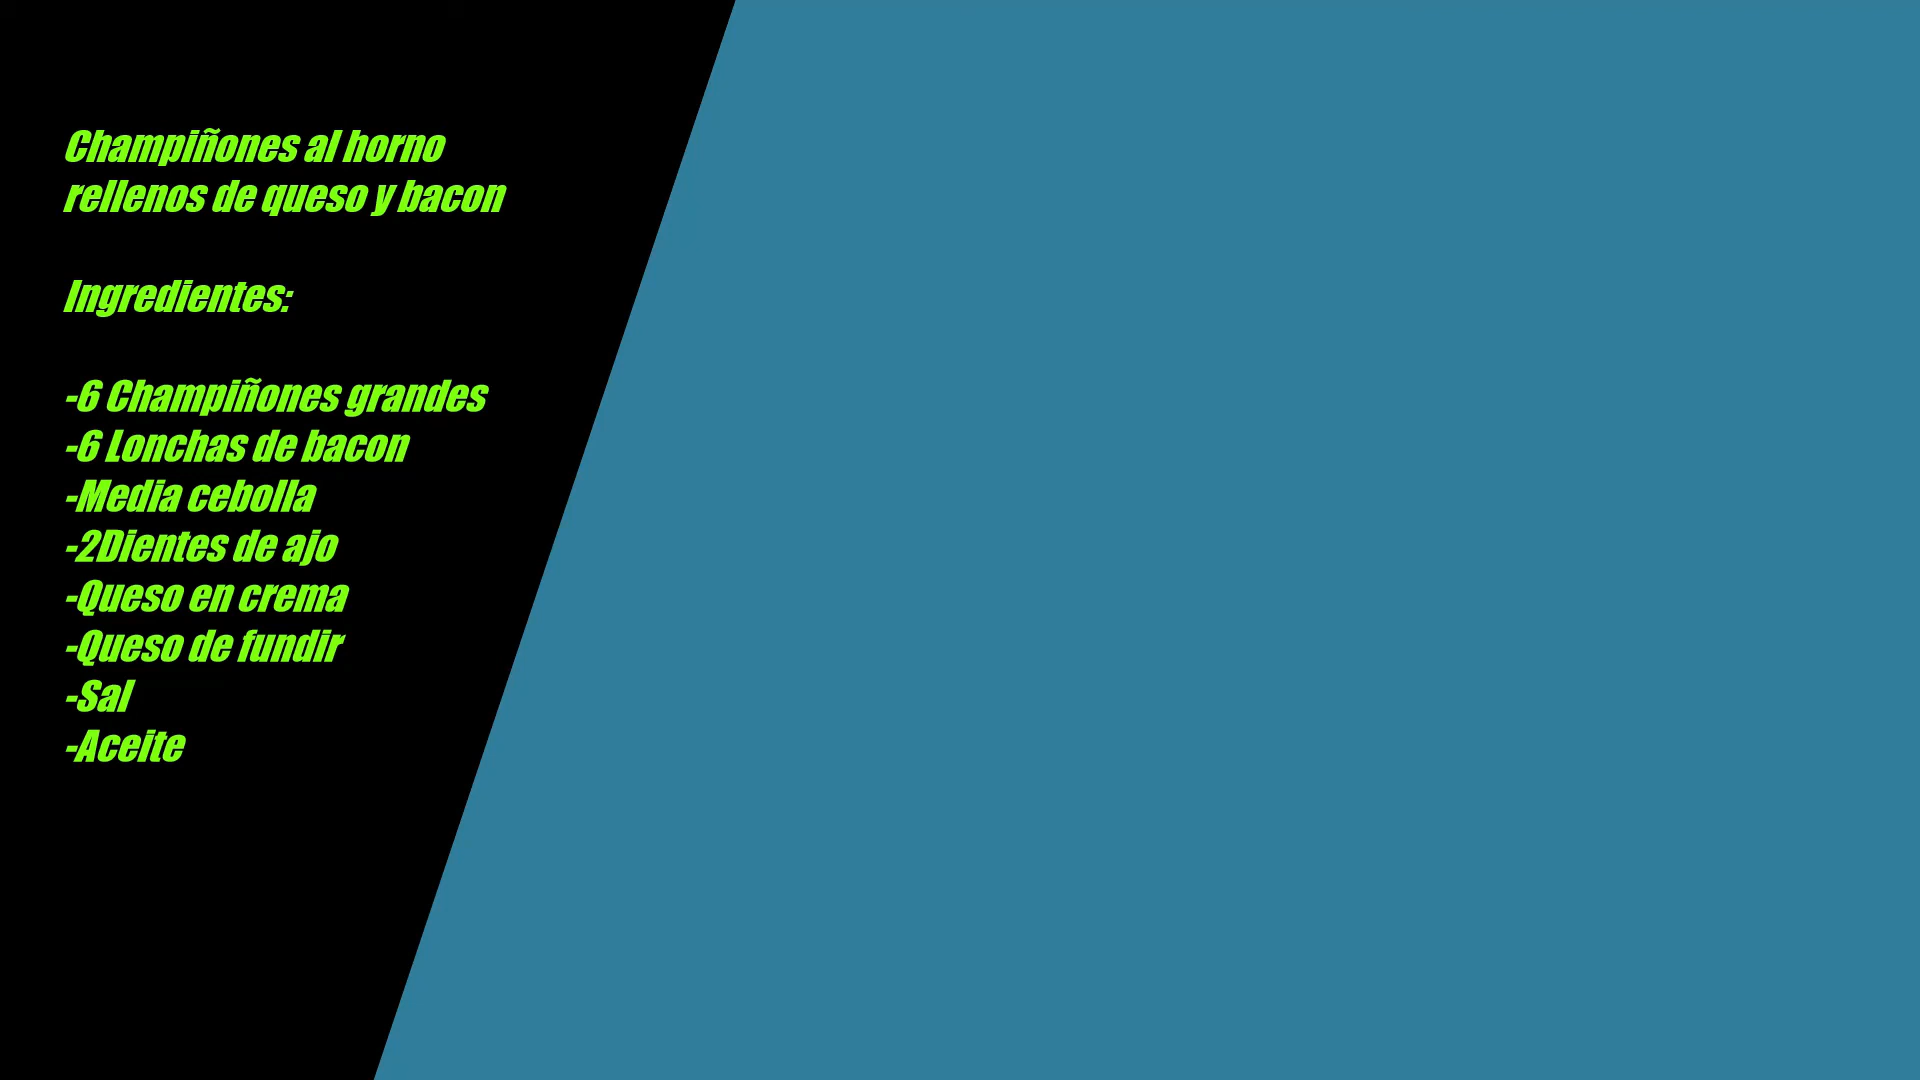 Champiñones al horno
rellenos de queso y bacon
Ingredientes:
-6 Champiñones grandes
-6 Lonchas de bacon
-Media cebolla
-2Dientes de ajo
-Queso en crema
-Queso de fundir
-Sal
-Aceite